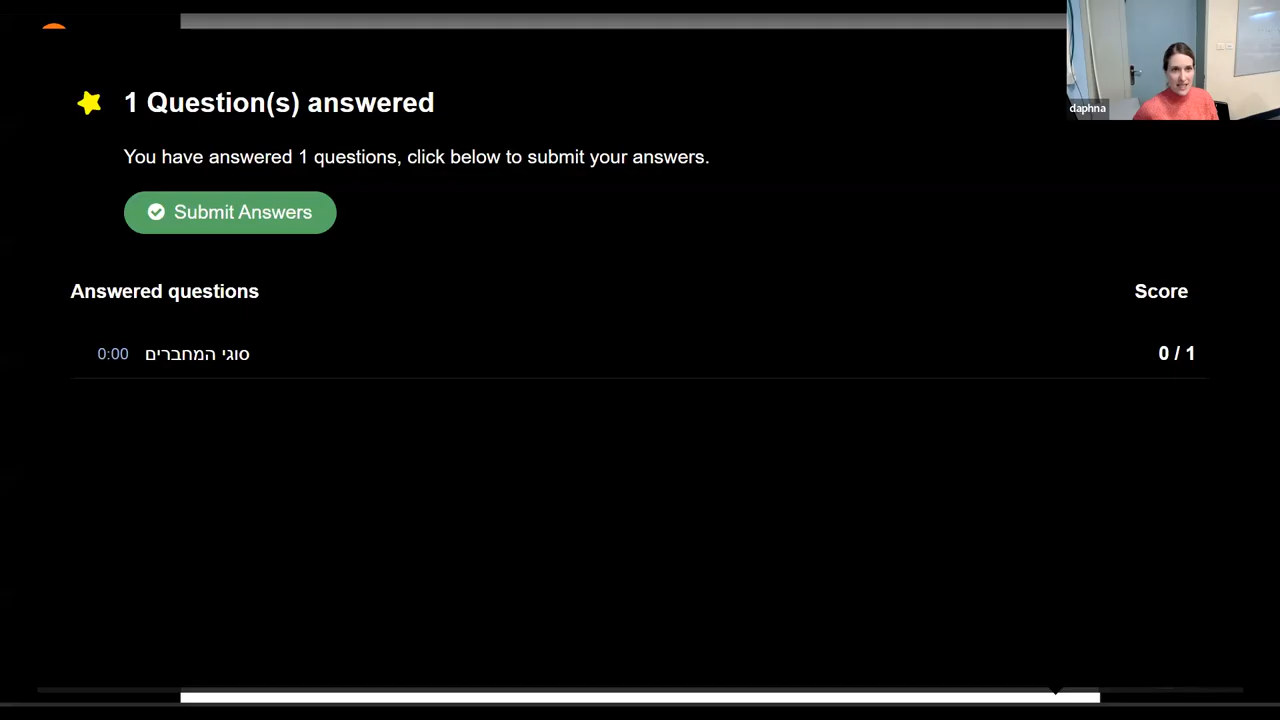 daphna
1 Question(s) answered
You have answered 1 questions, click below to submit your answers.
Submit Answers
Answered questions Score
0:00 סוגי המחברים 0 / 1